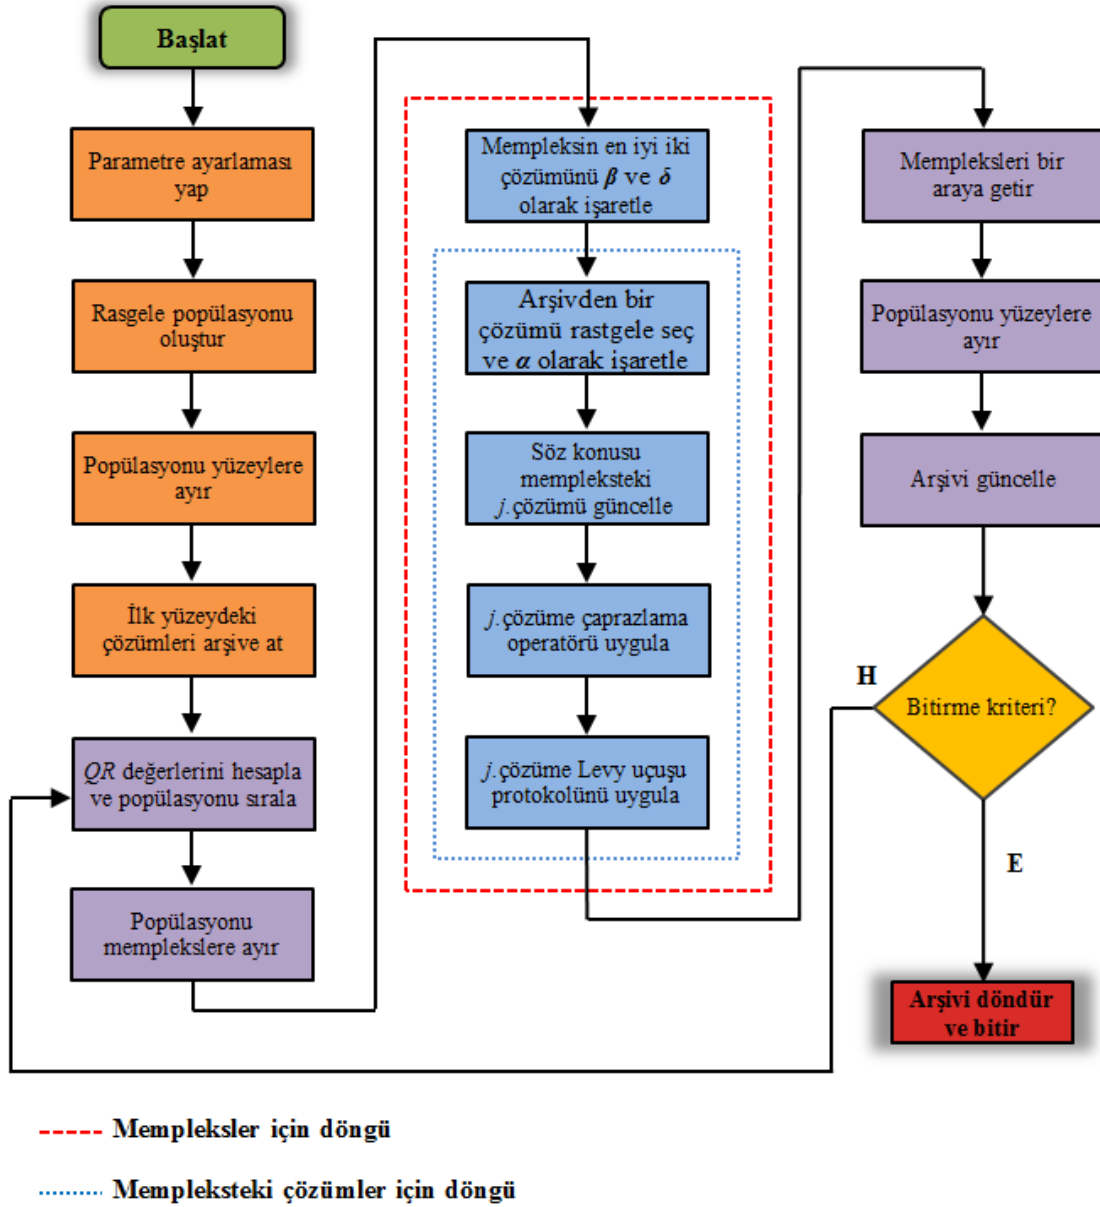 Başlat
Parametre ayarlaması
yap
Rasgele popülasyonu
oluştur
Popülasyonu yüzeylere
ayır
İlk yüzeydeki
çözümleri arşive at
QR değerlerini hesapla
ve popülasyonu sırala
Popülasyonu
memplekslere ayır
Mempleksin en iyi iki
çözümünü β ve δ
olarak işaretle
Arşivden bir
çözümü rastgele seç
ve α olarak işaretle
Söz konusu
mempleksteki
j.çözümü güncelle
j.çözüme çaprazlama
operatörü uygula
j.çözüme Levy uçuşu
protokolünü uygula
Mempleksleri bir
araya getir
Popülasyonu yüzeylere
ayır
Arşivi güncelle
H
Bitirme kriteri?
E
Arşivi döndür
ve bitir
Mempleksler için döngü
Mempleksteki çözümler için döngü